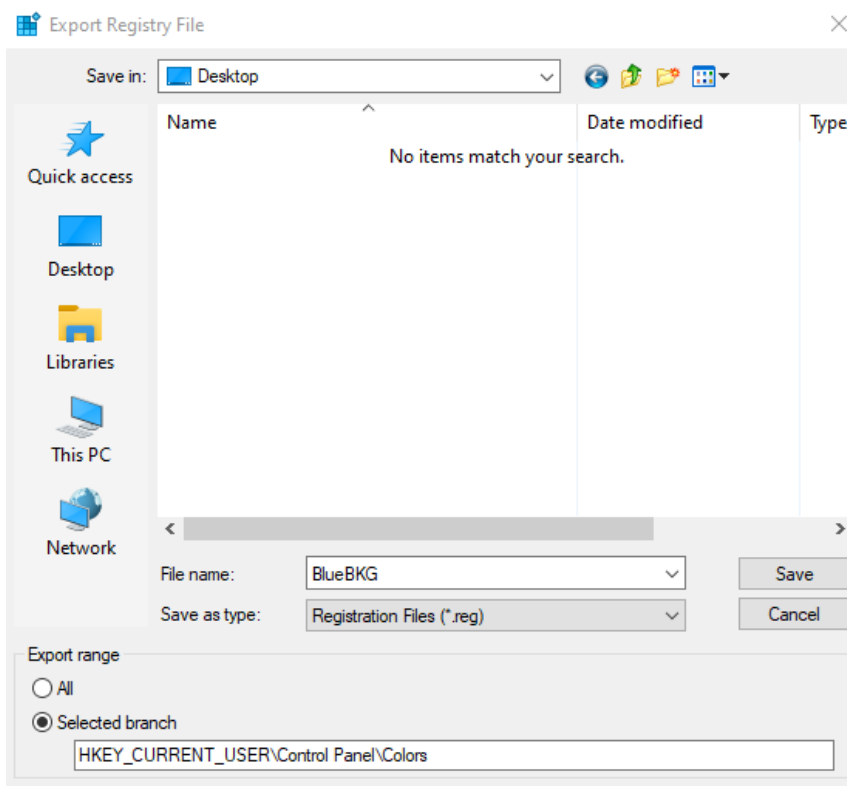 Export Registry File
Save in: Desktop
Name Date modified Type
No items match your search.
Quick access
Desktop
Libraries
This PC
Network
File name: BlueBKG Save
Save as type: Registration Files (*.reg) Cancel
Export range
All
Selected branch
HKEY_CURRENT_USER\Control Panel\Colors